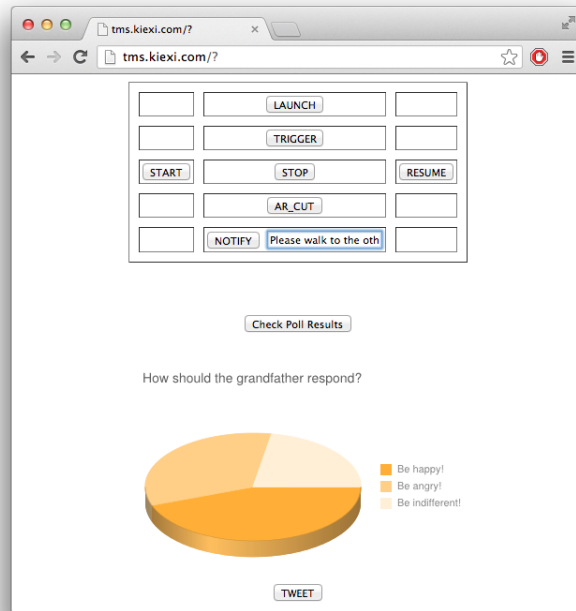 tms.kiexi.com/?
tms.kiexi.com/?
LAUNCH
TRIGGER
START STOP RESUME
AR_CUT
NOTIFY Please walk to the oth
Check Poll Results
How should the grandfather respond?
Be happy!
Be angry!
Be indifferent!
TWEET